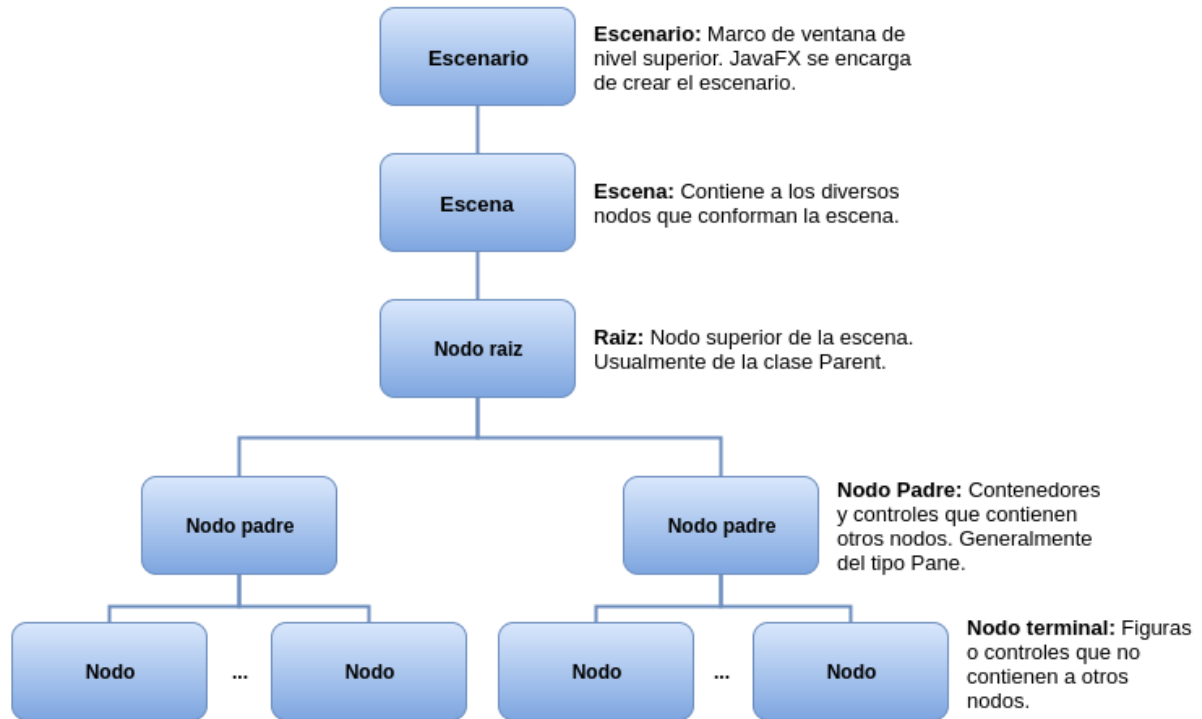 Escenario
Escenario: Marco de ventana de
nivel superior. JavaFX se encarga
de crear el escenario.
Escena
Escena: Contiene a los diversos
nodos que conforman la escena.
Nodo raiz
Raiz: Nodo superior de la escena.
Usualmente de la clase Parent.
Nodo padre
Nodo padre
Nodo Padre: Contenedores
y controles que contienen
otros nodos. Generalmente
del tipo Pane.
Nodo
...
Nodo
Nodo
...
Nodo
Nodo terminal: Figuras
o controles que no
contienen a otros
nodos.